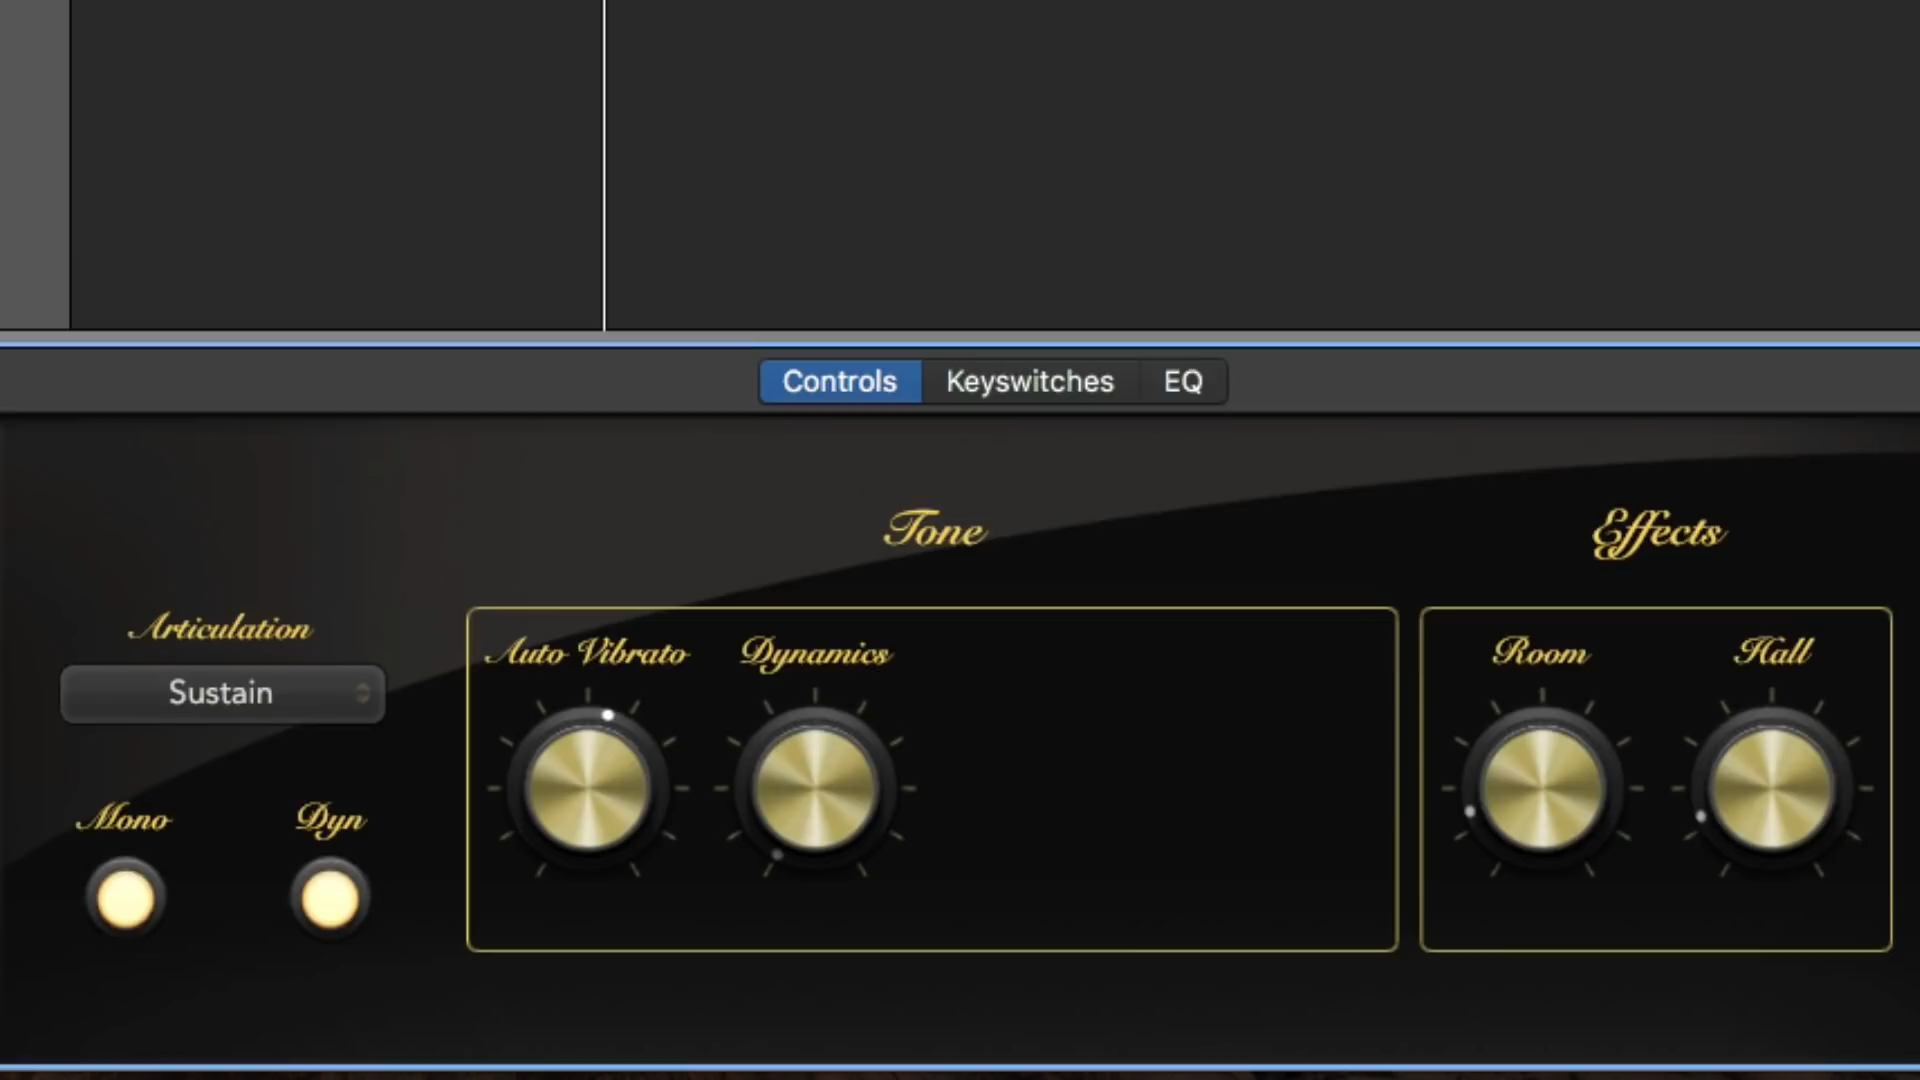 Controls Keyswitches EQ
Tone Effects
Articulation
Sustain
Auto Vibrato Dynamics Room Hall
Mono Dyn